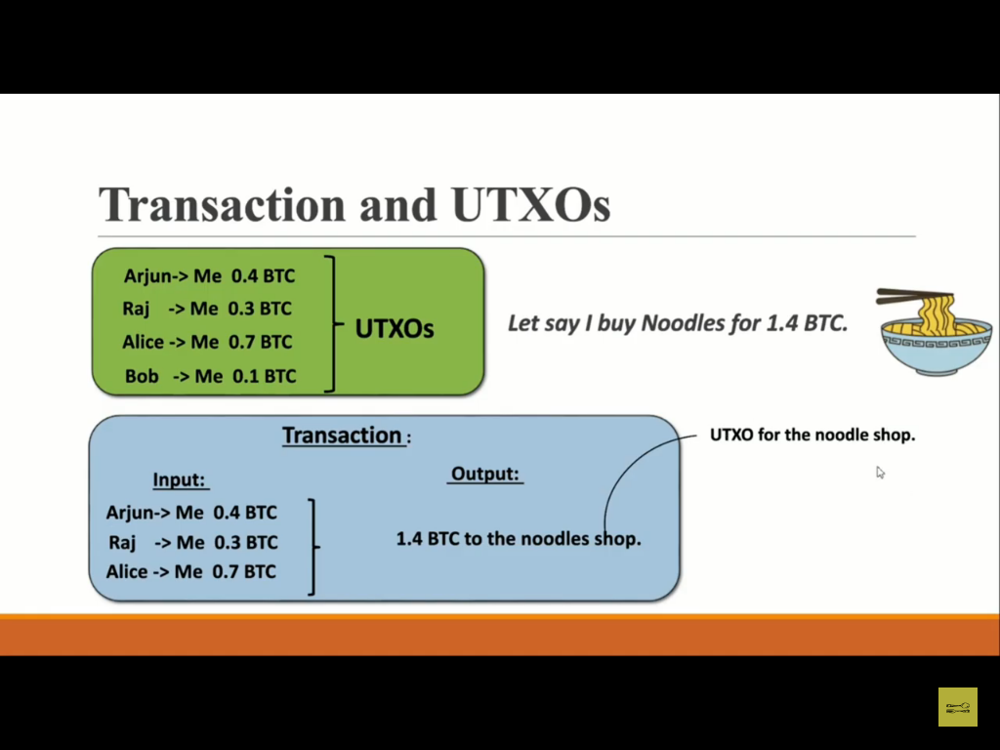 Transaction and UTXOs
Arjun-> Me 0.4 BTC
Raj -> Me 0.3 BTC
Alice -> Me 0.7 BTC
Bob -> Me 0.1 BTC
UTXOs
Let say I buy Noodles for 1.4 BTC.
Transaction :
Input:
Arjun-> Me 0.4 BTC
Raj -> Me 0.3 BTC
Alice -> Me 0.7 BTC
Output:
1.4 BTC to the noodles shop.
UTXO for the noodle shop.